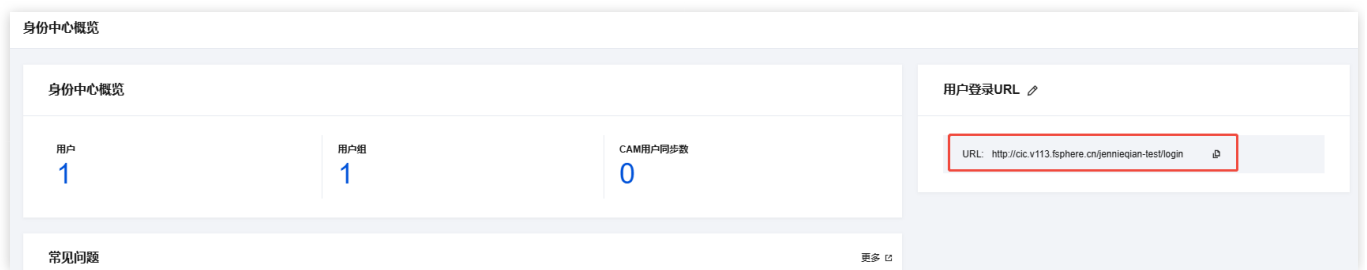 身份中心概览
身份中心概览
用户
1
用户组
1
CAM用户同步数
0
用户登录URL
URL: http://cic.v113.fsphere.cn/jennieqian-test/login
常见问题
更多